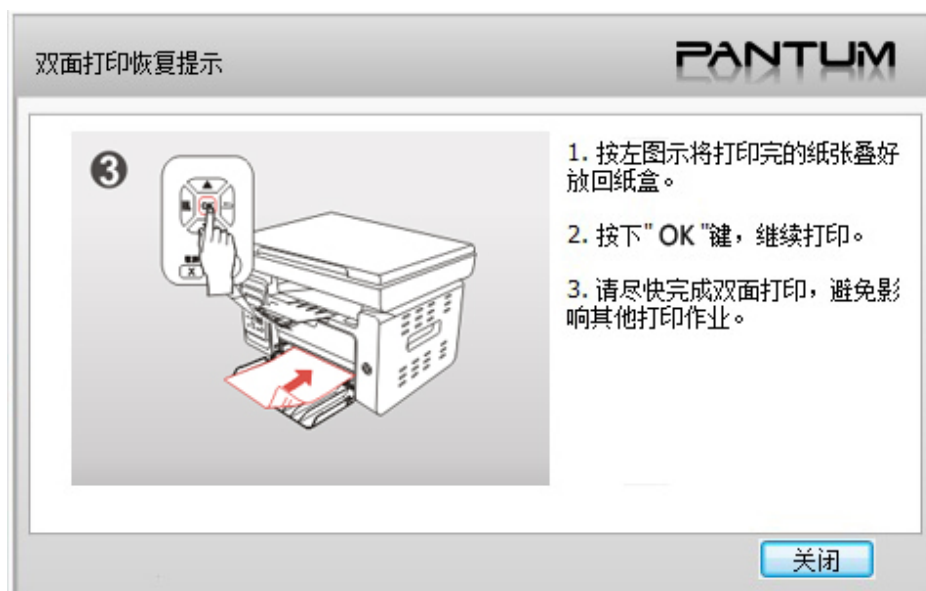 双面打印恢复提示
PANTUM
3
OK
X
1. 按左图示将打印完的纸张叠好
放回纸盒。
2. 按下" OK "键，继续打印。
3. 请尽快完成双面打印，避免影
响其他打印作业。
关闭